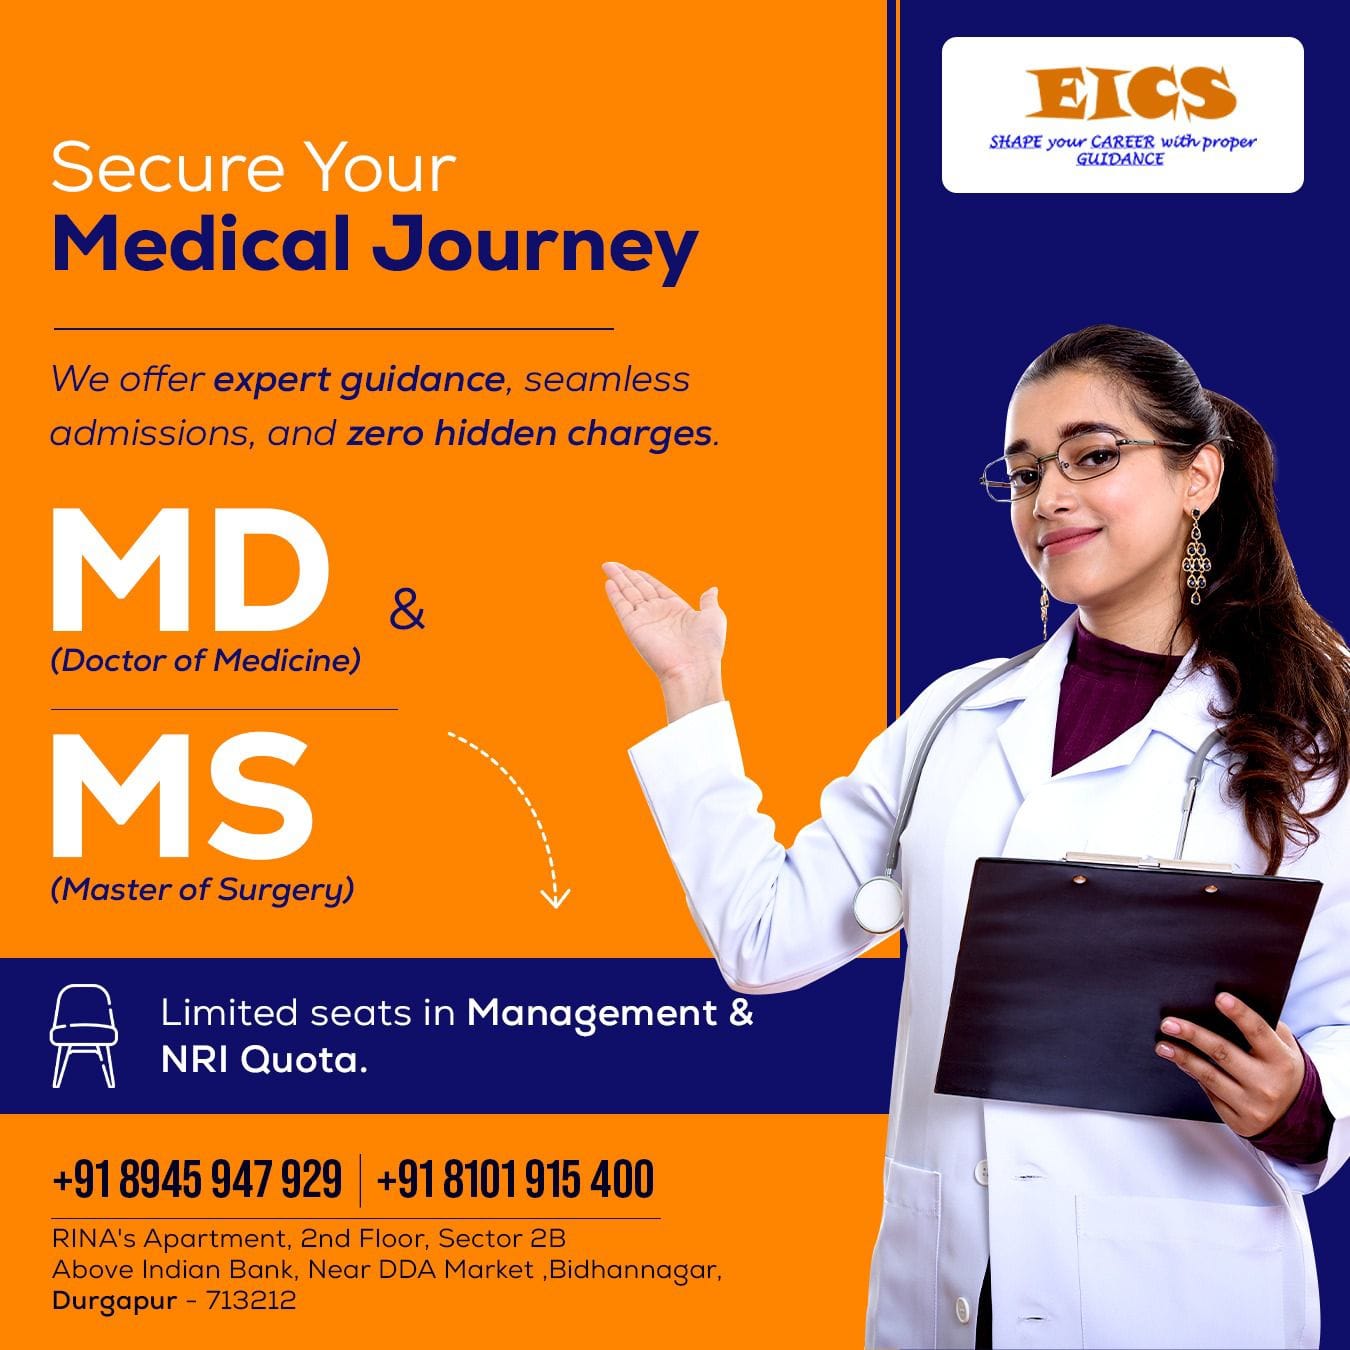 EICS
SHAPE your CAREER with proper
GUIDANCE
Secure Your
Medical Journey
We offer expert guidance, seamless
admissions, and zero hidden charges.
MD
&
(Doctor of Medicine)
MS
(Master of Surgery)
Limited seats in Management &
NRI Quota.
+91 8945 947 929 | +91 8101 915 400
RINA's Apartment, 2nd Floor, Sector 2B
Above Indian Bank, Near DDA Market ,Bidhannagar,
Durgapur - 713212